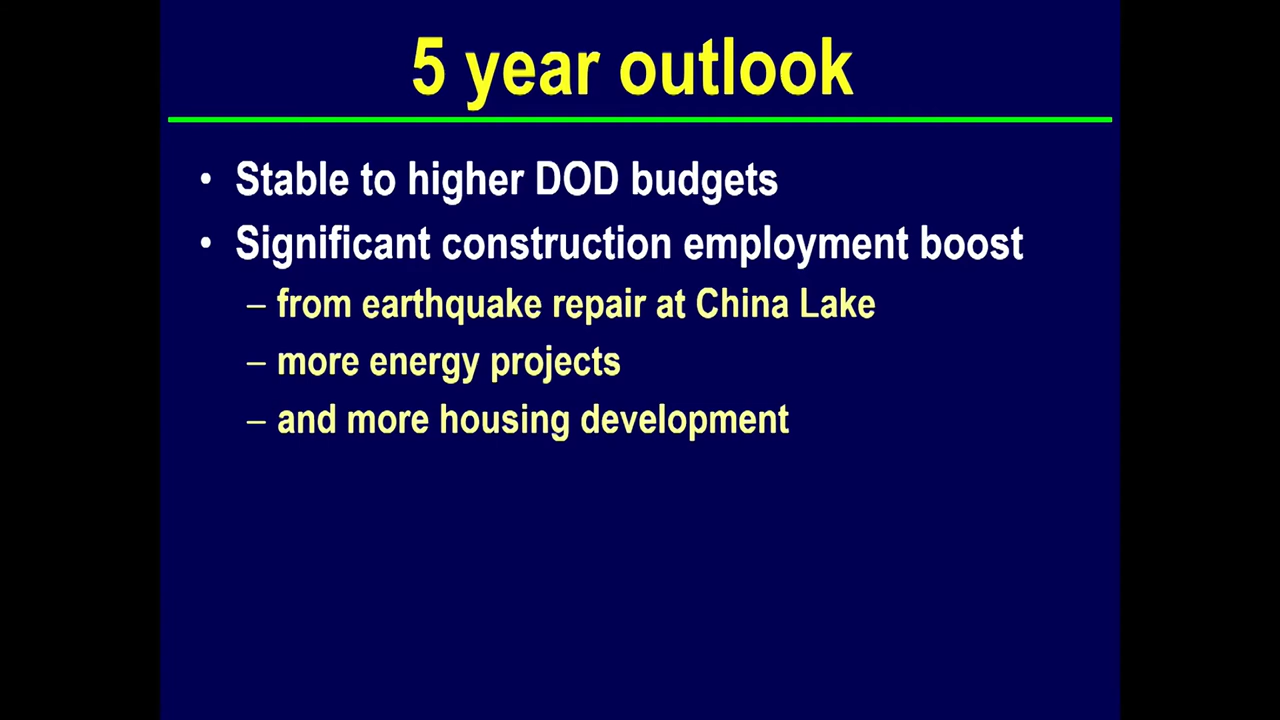 5 year outlook
• Stable to higher DOD budgets
• Significant construction employment boost
– from earthquake repair at China Lake
– more energy projects
– and more housing development